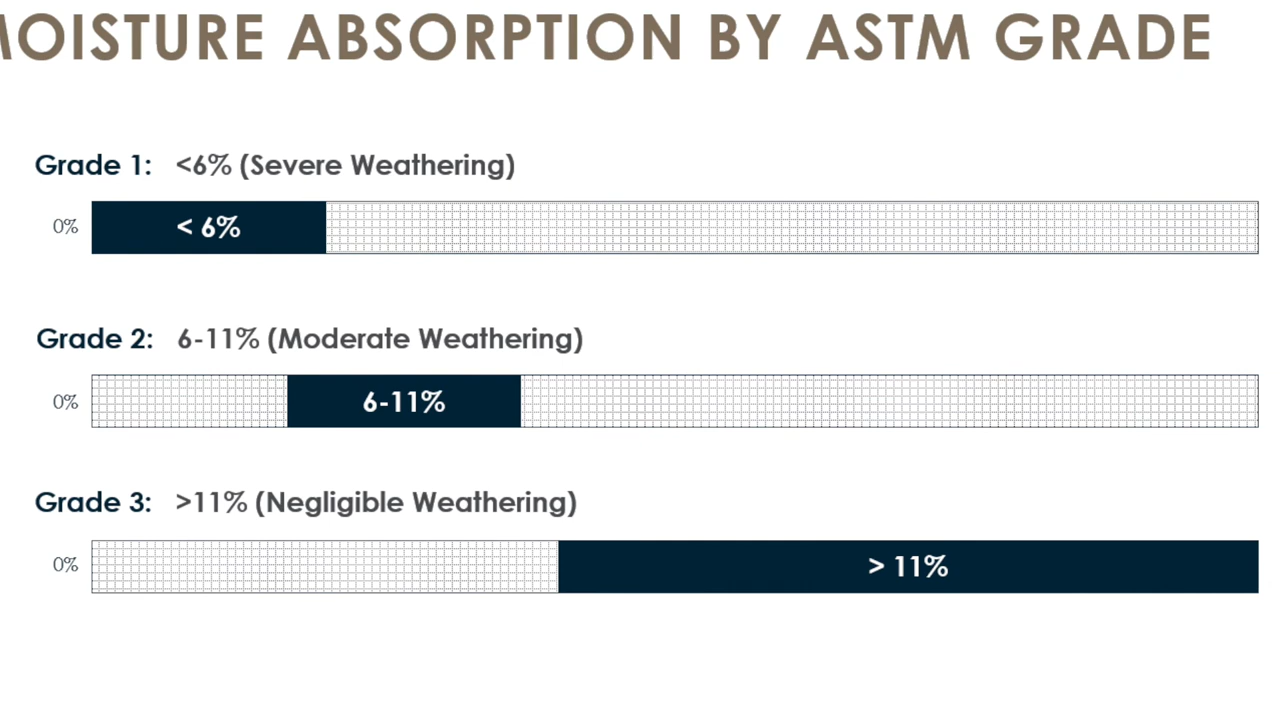 MOISTURE ABSORPTION BY ASTM GRADE
Grade 1: <6% (Severe Weathering)
0% < 6%
Grade 2: 6-11% (Moderate Weathering)
0% 6-11%
Grade 3: >11% (Negligible Weathering)
0% > 11%